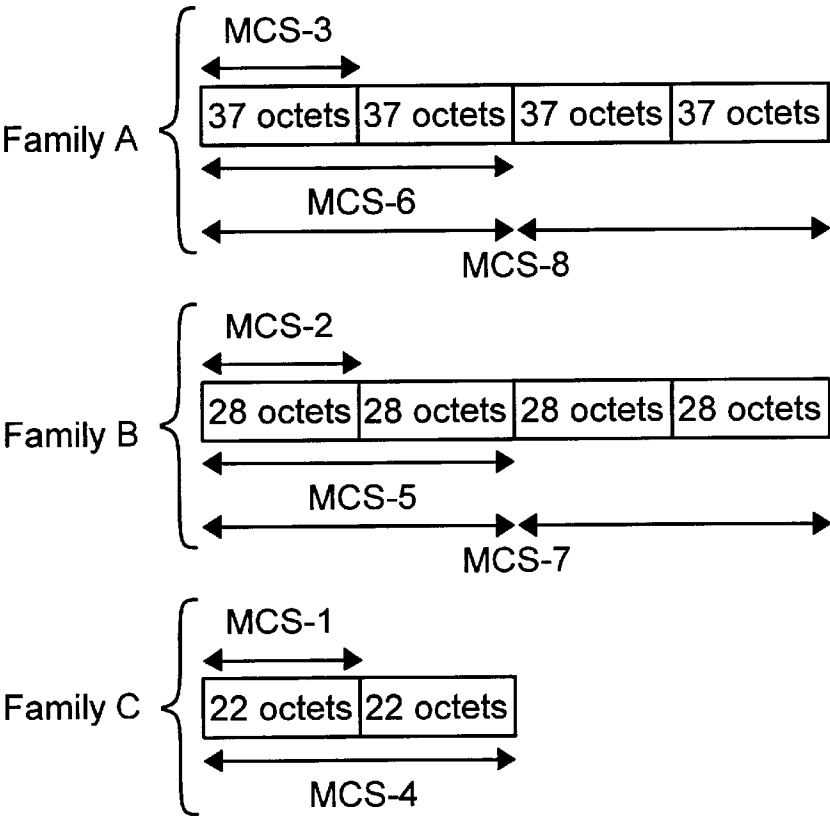 MCS-3
Family A
37 octets 37 octets 37 octets 37 octets
MCS-6
MCS-8
MCS-2
Family B
28 octets 28 octets 28 octets 28 octets
MCS-5
MCS-7
MCS-1
Family C
22 octets 22 octets
MCS-4